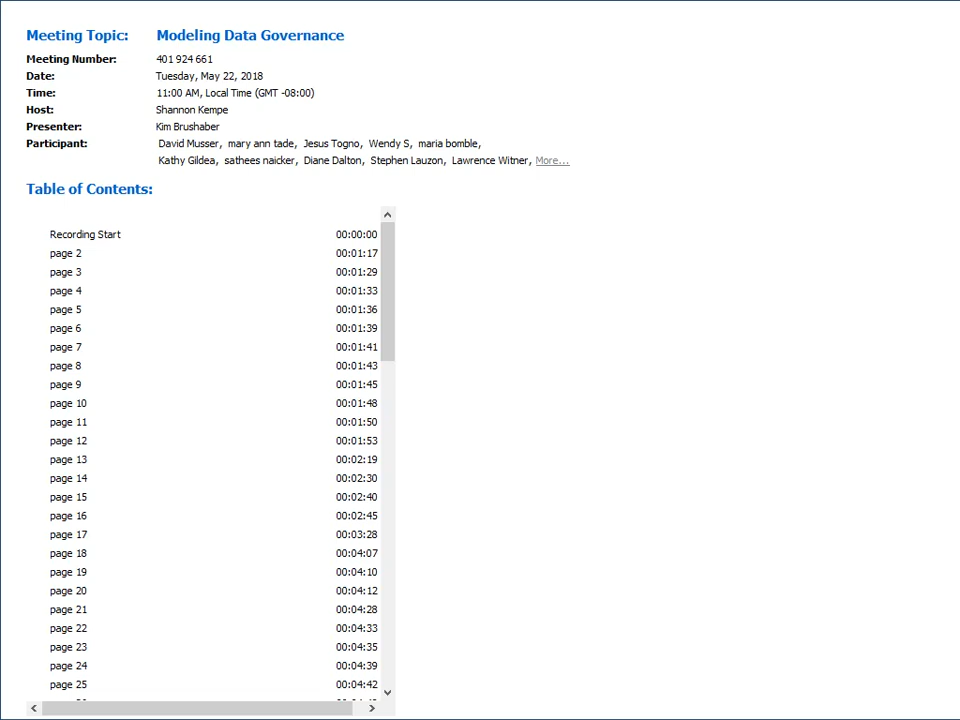 Meeting Topic: Modeling Data Governance
Meeting Number: 401 924 661
Date: Tuesday, May 22, 2018
Time: 11:00 AM, Local Time (GMT -08:00)
Host: Shannon Kempe
Presenter: Kim Brushaber
Participant: David Musser, mary ann tade, Jesus Togno, Wendy S, maria bomble,
Kathy Gildea, sathees naicker, Diane Dalton, Stephen Lauzon, Lawrence Witner, More...
Table of Contents:
Recording Start 00:00:00
page 2 00:01:17
page 3 00:01:29
page 4 00:01:33
page 5 00:01:36
page 6 00:01:39
page 7 00:01:41
page 8 00:01:43
page 9 00:01:45
page 10 00:01:48
page 11 00:01:50
page 12 00:01:53
page 13 00:02:19
page 14 00:02:30
page 15 00:02:40
page 16 00:02:45
page 17 00:03:28
page 18 00:04:07
page 19 00:04:10
page 20 00:04:12
page 21 00:04:28
page 22 00:04:33
page 23 00:04:35
page 24 00:04:39
page 25 00:04:42